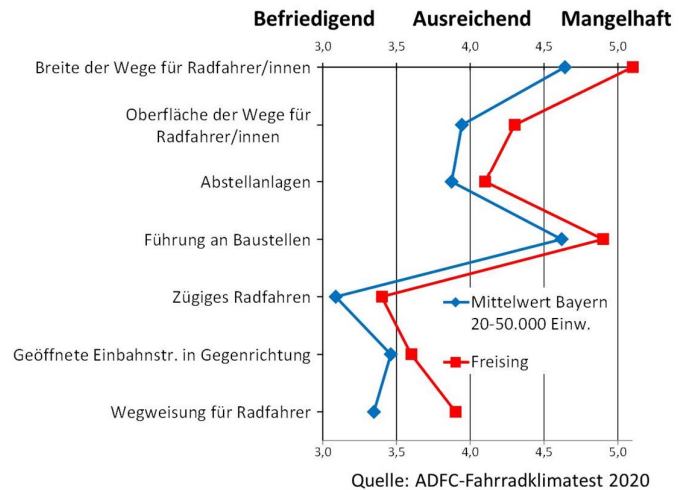 Befriedigend Ausreichend Mangelhaft
3,0 3,5 4,0 4,5 5,0
Breite der Wege für Radfahrer/innen
Oberfläche der Wege für
Radfahrer/innen
Abstellanlagen
Führung an Baustellen
Zügiges Radfahren
Mittelwert Bayern
20-50.000 Einw.
Geöffnete Einbahnstr. in Gegenrichtung
Freising
Wegweisung für Radfahrer
3,0 3,5 4,0 4,5 5,0
Quelle: ADFC-Fahrradklimatest 2020